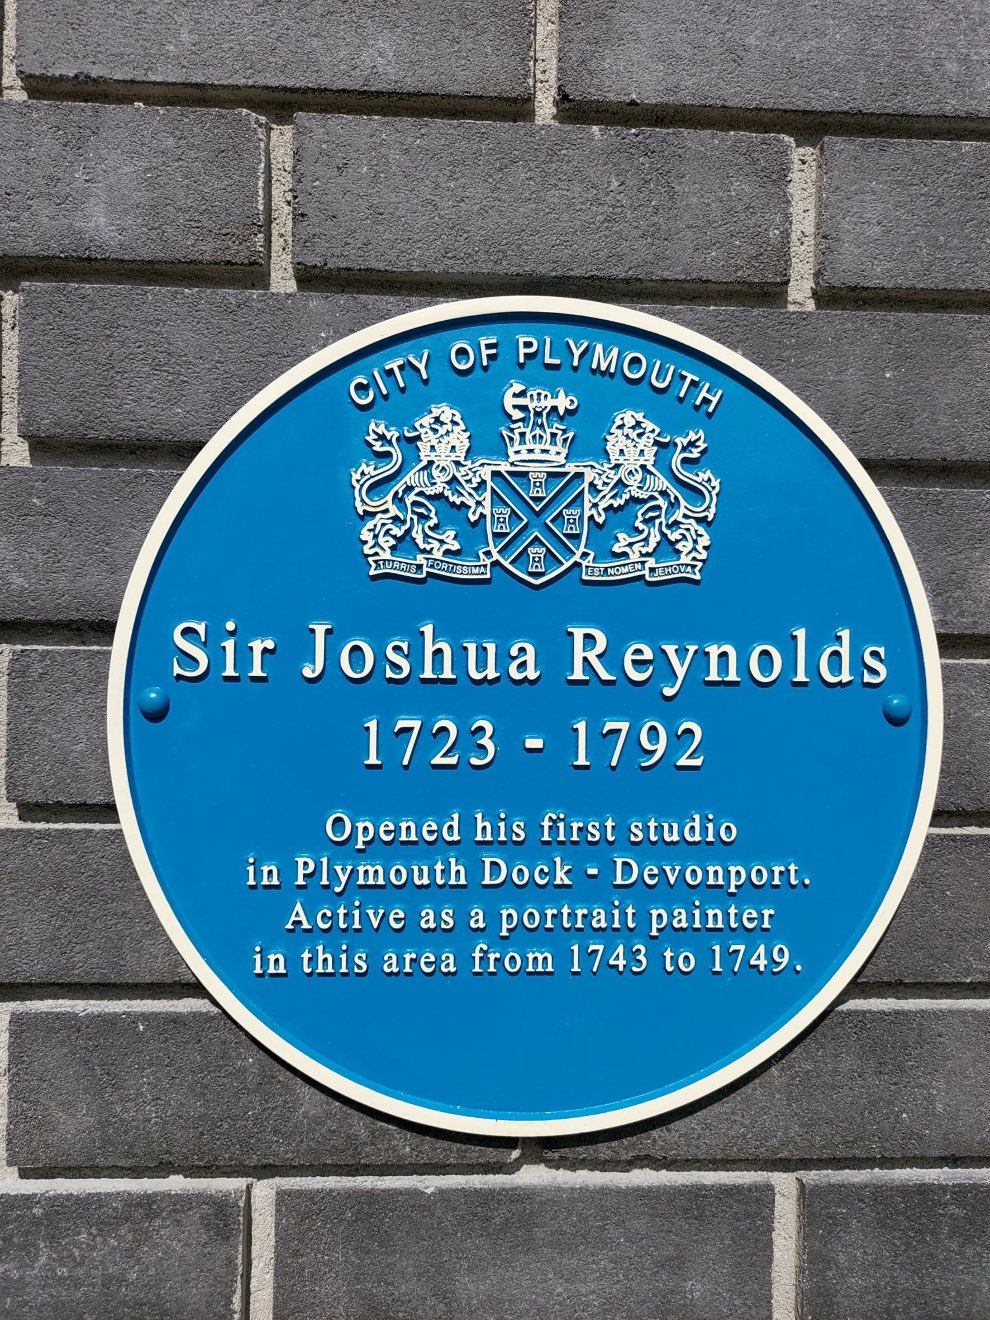 CITY OF PLYMOUTH
TURRIS FORTISSIMA EST NOMEN JEHOVA
Sir Joshua Reynolds
1723 - 1792
Opened his first studio
in Plymouth Dock - Devonport.
Active as a portrait painter
in this area from 1743 to 1749.